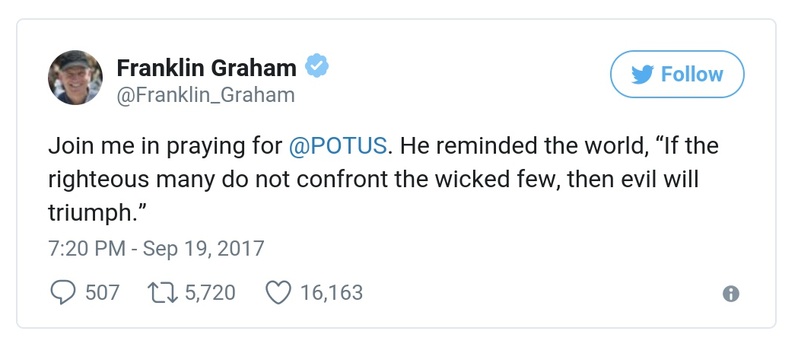 Franklin Graham
@Franklin_Graham
Follow
Join me in praying for @POTUS. He reminded the world, “If the
righteous many do not confront the wicked few, then evil will
triumph.”
7:20 PM - Sep 19, 2017
507 5,720 16,163